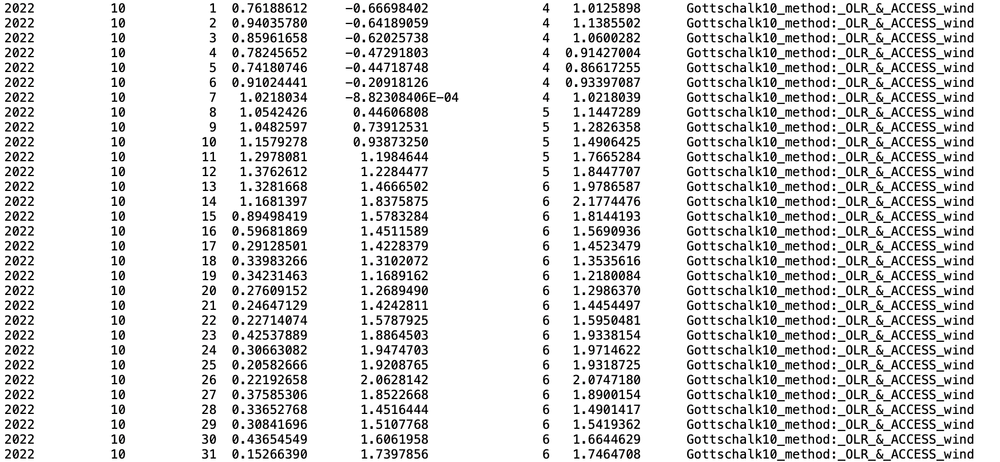 2022 10 1 0.76188612 -0.66698402 4 1.0125898 Gottschalk10_method:_OLR_&_ACCESS_wind
2022 10 2 0.94035780 -0.64189059 4 1.1385502 Gottschalk10_method:_OLR_&_ACCESS_wind
2022 10 3 0.85961658 -0.62025738 4 1.0600282 Gottschalk10_method:_OLR_&_ACCESS_wind
2022 10 4 0.78245652 -0.47291803 4 0.91427004 Gottschalk10_method:_OLR_&_ACCESS_wind
2022 10 5 0.74180746 -0.44718748 4 0.86617255 Gottschalk10_method:_OLR_&_ACCESS_wind
2022 10 6 0.91024441 -0.20918126 4 0.93397087 Gottschalk10_method:_OLR_&_ACCESS_wind
2022 10 7 1.0218034 -8.82308406E-04 4 1.0218039 Gottschalk10_method:_OLR_&_ACCESS_wind
2022 10 8 1.0542426 0.44606808 5 1.1447289 Gottschalk10_method:_OLR_&_ACCESS_wind
2022 10 9 1.0482597 0.73912531 5 1.2826358 Gottschalk10_method:_OLR_&_ACCESS_wind
2022 10 10 1.1579278 0.93873250 5 1.4906425 Gottschalk10_method:_OLR_&_ACCESS_wind
2022 10 11 1.2978081 1.1984644 5 1.7665284 Gottschalk10_method:_OLR_&_ACCESS_wind
2022 10 12 1.3762612 1.2284477 5 1.8447707 Gottschalk10_method:_OLR_&_ACCESS_wind
2022 10 13 1.3281668 1.4666502 6 1.9786587 Gottschalk10_method:_OLR_&_ACCESS_wind
2022 10 14 1.1681397 1.8375875 6 2.1774476 Gottschalk10_method:_OLR_&_ACCESS_wind
2022 10 15 0.89498419 1.5783284 6 1.8144193 Gottschalk10_method:_OLR_&_ACCESS_wind
2022 10 16 0.59681869 1.4511589 6 1.5690936 Gottschalk10_method:_OLR_&_ACCESS_wind
2022 10 17 0.29128501 1.4228379 6 1.4523479 Gottschalk10_method:_OLR_&_ACCESS_wind
2022 10 18 0.33983266 1.3102072 6 1.3535616 Gottschalk10_method:_OLR_&_ACCESS_wind
2022 10 19 0.34231463 1.1689162 6 1.2180084 Gottschalk10_method:_OLR_&_ACCESS_wind
2022 10 20 0.27609152 1.2689490 6 1.2986370 Gottschalk10_method:_OLR_&_ACCESS_wind
2022 10 21 0.24647129 1.4242811 6 1.4454497 Gottschalk10_method:_OLR_&_ACCESS_wind
2022 10 22 0.22714074 1.5787925 6 1.5950481 Gottschalk10_method:_OLR_&_ACCESS_wind
2022 10 23 0.42537889 1.8864503 6 1.9338154 Gottschalk10_method:_OLR_&_ACCESS_wind
2022 10 24 0.30663082 1.9474703 6 1.9714622 Gottschalk10_method:_OLR_&_ACCESS_wind
2022 10 25 0.20582666 1.9208765 6 1.9318725 Gottschalk10_method:_OLR_&_ACCESS_wind
2022 10 26 0.22192658 2.0628142 6 2.0747180 Gottschalk10_method:_OLR_&_ACCESS_wind
2022 10 27 0.37585306 1.8522668 6 1.8900154 Gottschalk10_method:_OLR_&_ACCESS_wind
2022 10 28 0.33652768 1.4516444 6 1.4901417 Gottschalk10_method:_OLR_&_ACCESS_wind
2022 10 29 0.30841696 1.5107768 6 1.5419362 Gottschalk10_method:_OLR_&_ACCESS_wind
2022 10 30 0.43654549 1.6061958 6 1.6644629 Gottschalk10_method:_OLR_&_ACCESS_wind
2022 10 31 0.15266390 1.7397856 6 1.7464708 Gottschalk10_method:_OLR_&_ACCESS_wind